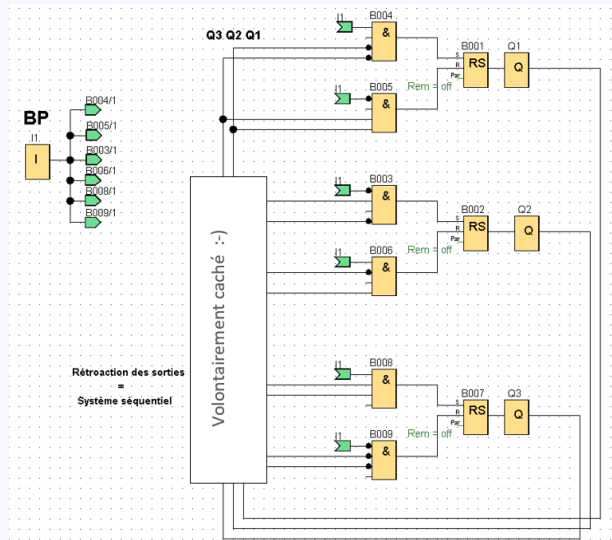 I1
B004
&
Q3 Q2 Q1
B001
Q1
S
R
Par
RS
Q
Rem = off
I1
B005
&
B004/1
BP
B005/1
I1
B003/1
I
B006/1
B008/1
B009/1
I1
B003
&
B002
Q2
S
R
Par
RS
Q
Rem = off
I1
B006
&
Volontairement caché :-)
Rétroaction des sorties
=
Système séquentiel
I1
B008
&
B007
Q3
S
R
Par
RS
Q
Rem = off
I1
B009
&